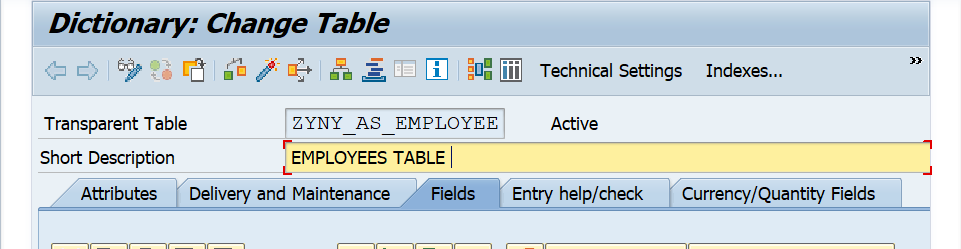 Dictionary: Change Table
Technical Settings Indexes...
Transparent Table ZYNY_AS_EMPLOYEE Active
Short Description EMPLOYEES TABLE
Attributes Delivery and Maintenance Fields Entry help/check Currency/Quantity Fields